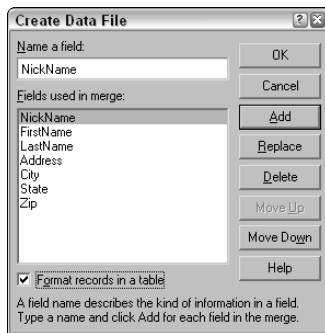 Create Data File
Name a field:
NickName
OK
Cancel
Fields used in merge:
NickName
FirstName
LastName
Address
City
State
Zip
Add
Replace
Delete
Move Up
Move Down
Help
Format records in a table
A field name describes the kind of information in a field.
Type a name and click Add for each field in the merge.